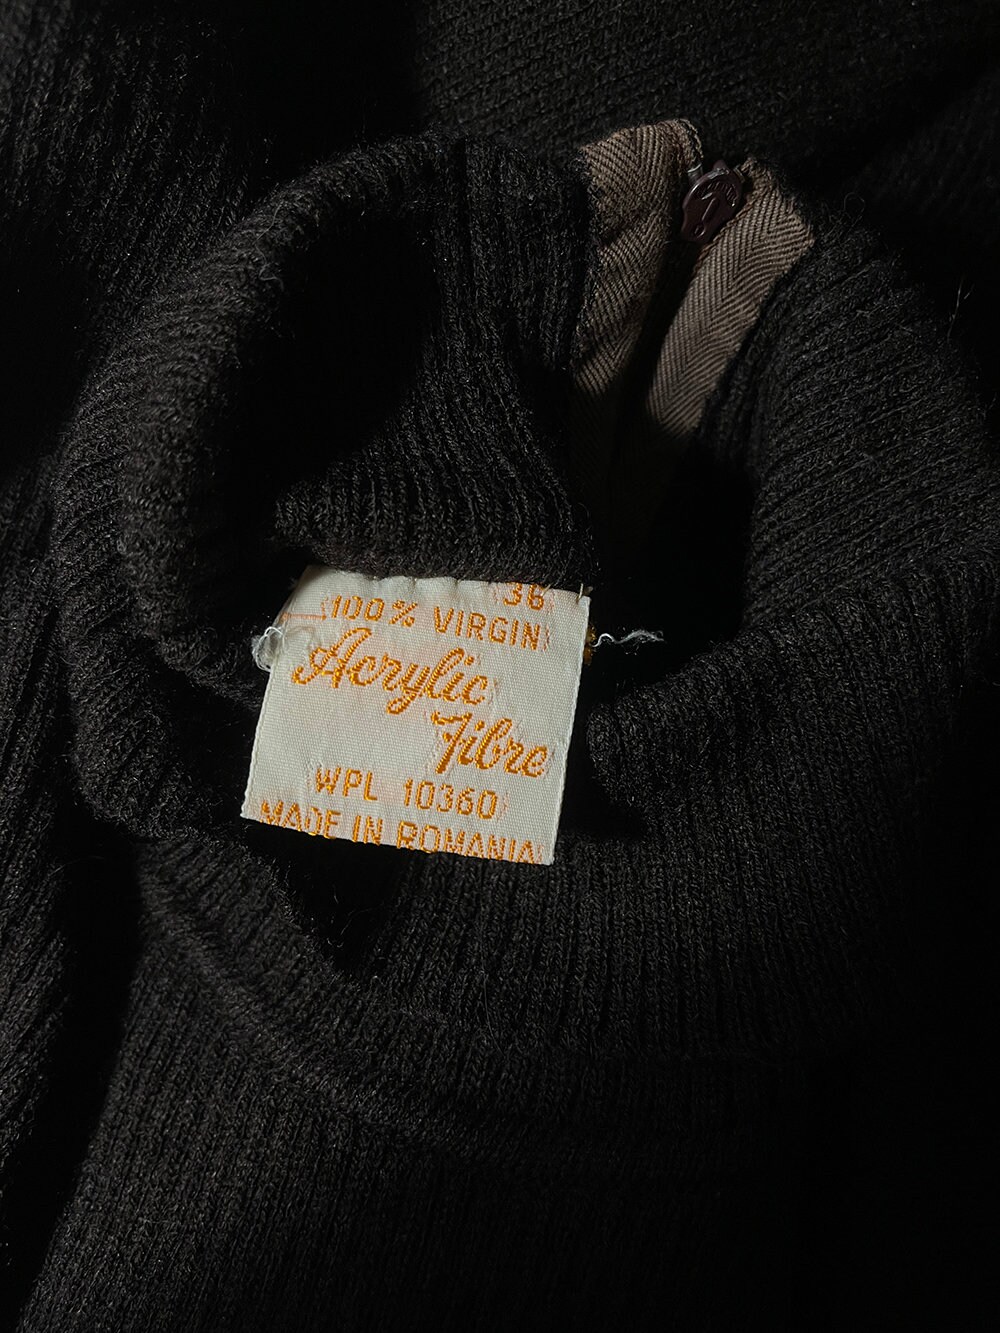 36
100% VIRGIN
Acrylic
Fibre
WPL 10360
MADE IN ROMANIA